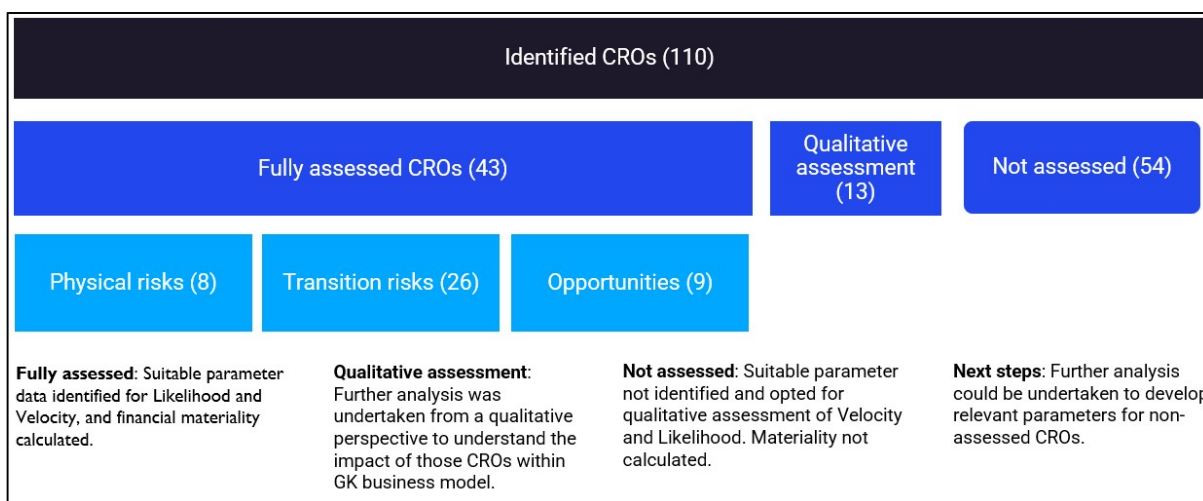 Identified CROs (110)
Fully assessed CROs (43)
Qualitative
assessment
(13)
Not assessed (54)
Physical risks (8)
Transition risks (26)
Opportunities (9)
Fully assessed: Suitable parameter
data identified for Likelihood and
Velocity, and financial materiality
calculated.
Qualitative assessment:
Further analysis was
undertaken from a qualitative
perspective to understand the
impact of those CROs within
GK business model.
Not assessed: Suitable parameter
not identified and opted for
qualitative assessment of Velocity
and Likelihood. Materiality not
calculated.
Next steps: Further analysis
could be undertaken to develop
relevant parameters for non-
assessed CROs.